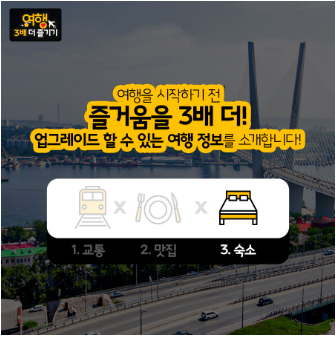 여행
3배 더 즐기기
여행을 시작하기 전
즐거움을 3배 더!
업그레이드 할 수 있는 여행 정보를 소개합니다!
X X
1. 교통 2. 맛집 3. 숙소